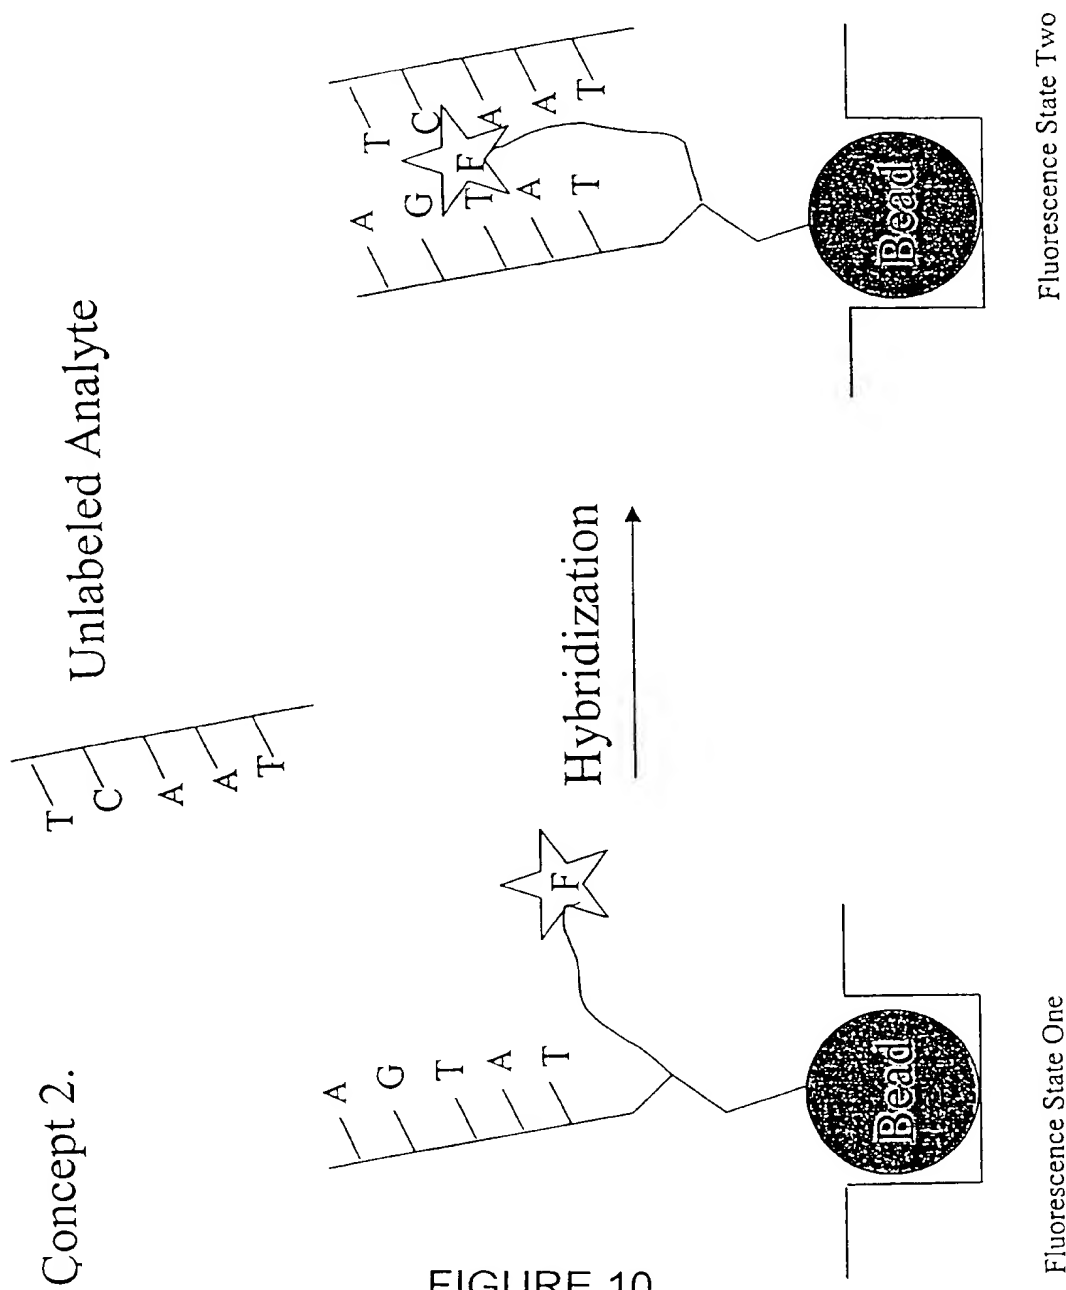 Concept 2.
Unlabeled Analyte
T
C
A
A
T
A
G
T
A
T
F
Bead
Fluorescence State One
Hybridization
A
G
T
A
T
F
T
C
A
A
T
Bead
Fluorescence State Two
FIGURE 10